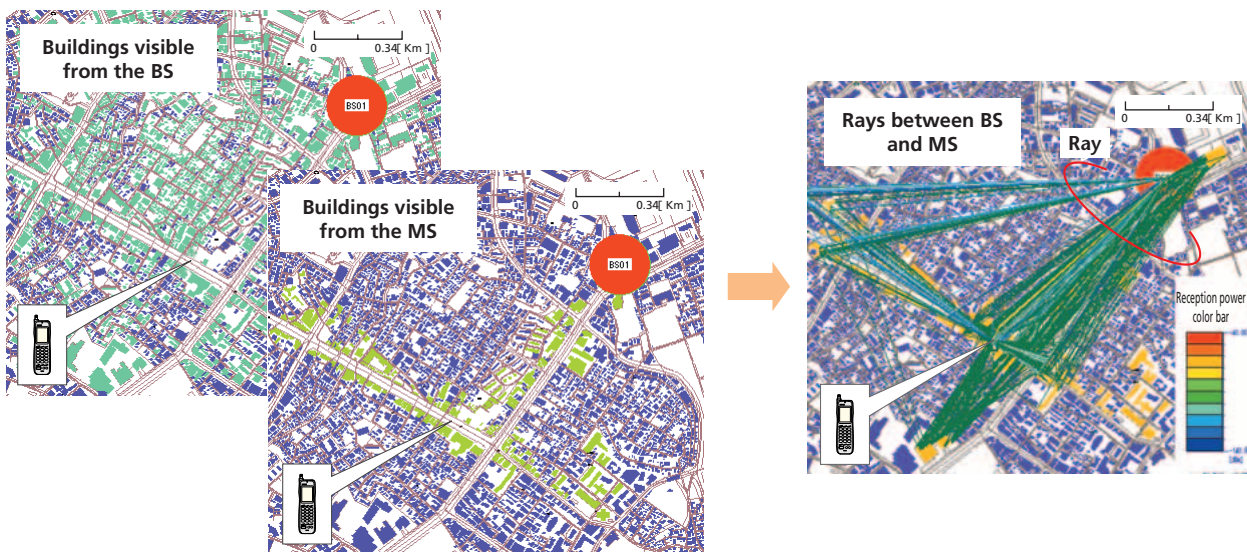 Buildings visible
from the BS
0 0.34[ Km ]
BS01
Buildings visible
from the MS
0 0.34[ Km ]
BS01
Rays between BS
and MS
0 0.34[ Km ]
Ray
Reception power
color bar